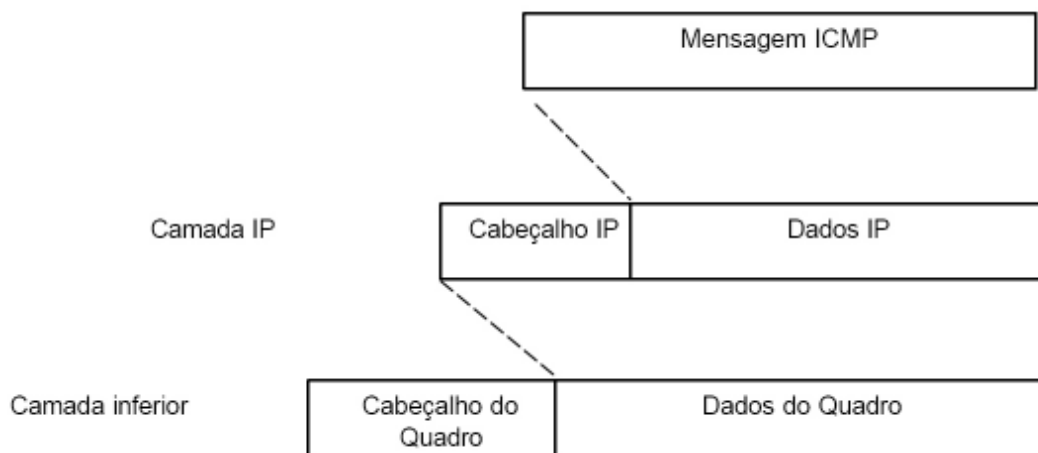 Mensagem ICMP
Camada IP
Cabeçalho IP
Dados IP
Camada inferior
Cabeçalho do
Quadro
Dados do Quadro